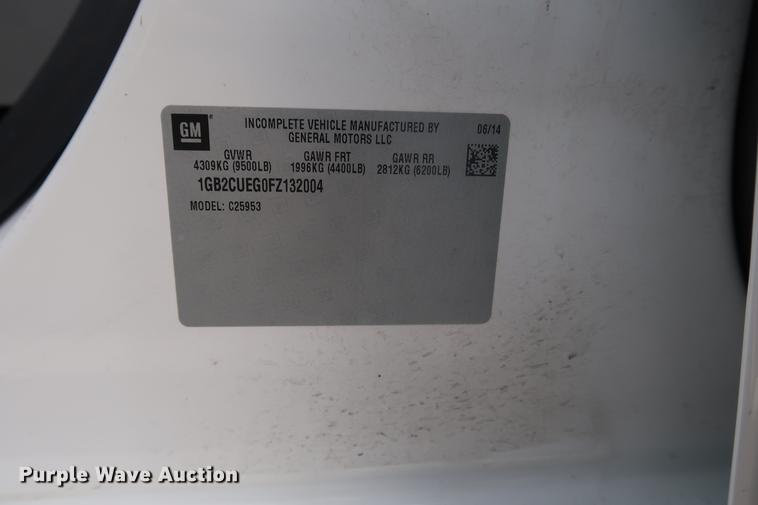 GM
INCOMPLETE VEHICLE MANUFACTURED BY
GENERAL MOTORS LLC
06/14
GVWR GAWR FRT GAWR RR
4309KG (9500LB) 1996KG (4400LB) 2812KG (6200LB)
1GB2CUEG0FZ132004
MODEL: C25953
Purple Wave Auction